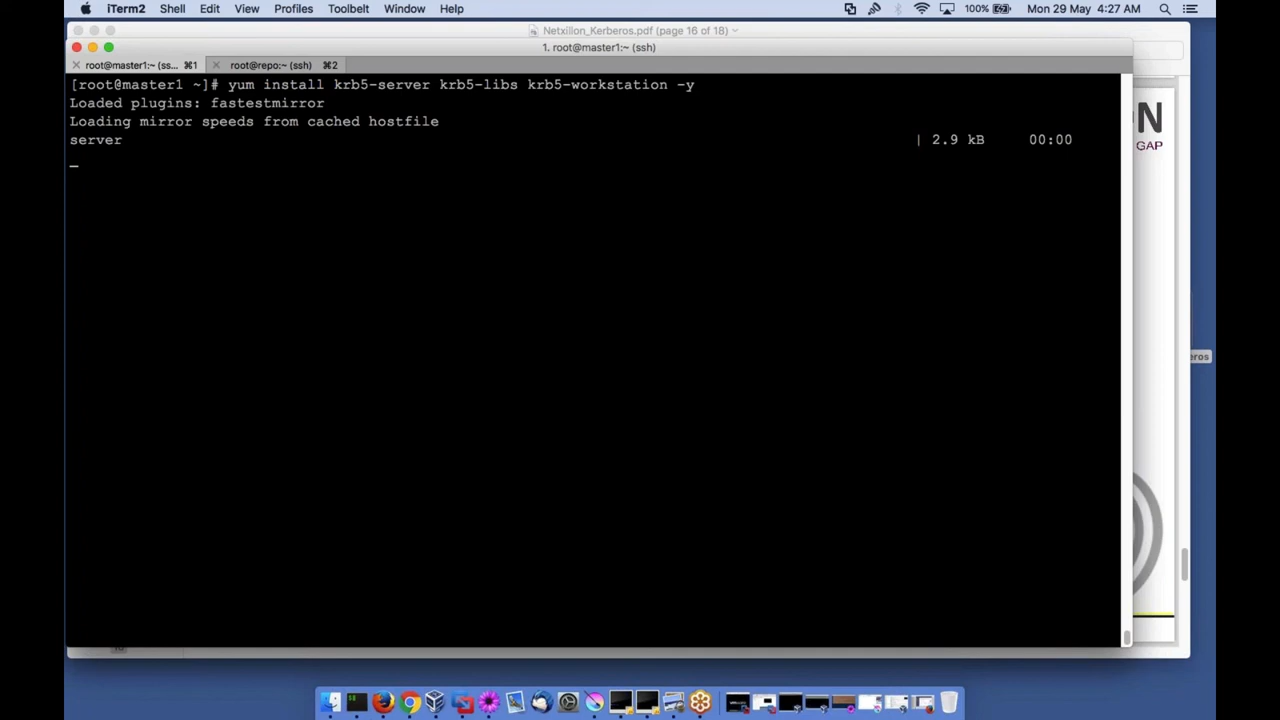 iTerm2 Shell Edit View Profiles Toolbelt Window Help 100% Mon 29 May 4:27 AM
Netxillon_Kerberos.pdf (page 16 of 18)
1. root@master1:~ (ssh)
root@master1:~ (ss... ⌘1 root@repo:~ (ssh) ⌘2
[root@master1 ~]# yum install krb5-server krb5-libs krb5-workstation -y
Loaded plugins: fastestmirror
Loading mirror speeds from cached hostfile
server | 2.9 kB 00:00
ON
GAP
eros